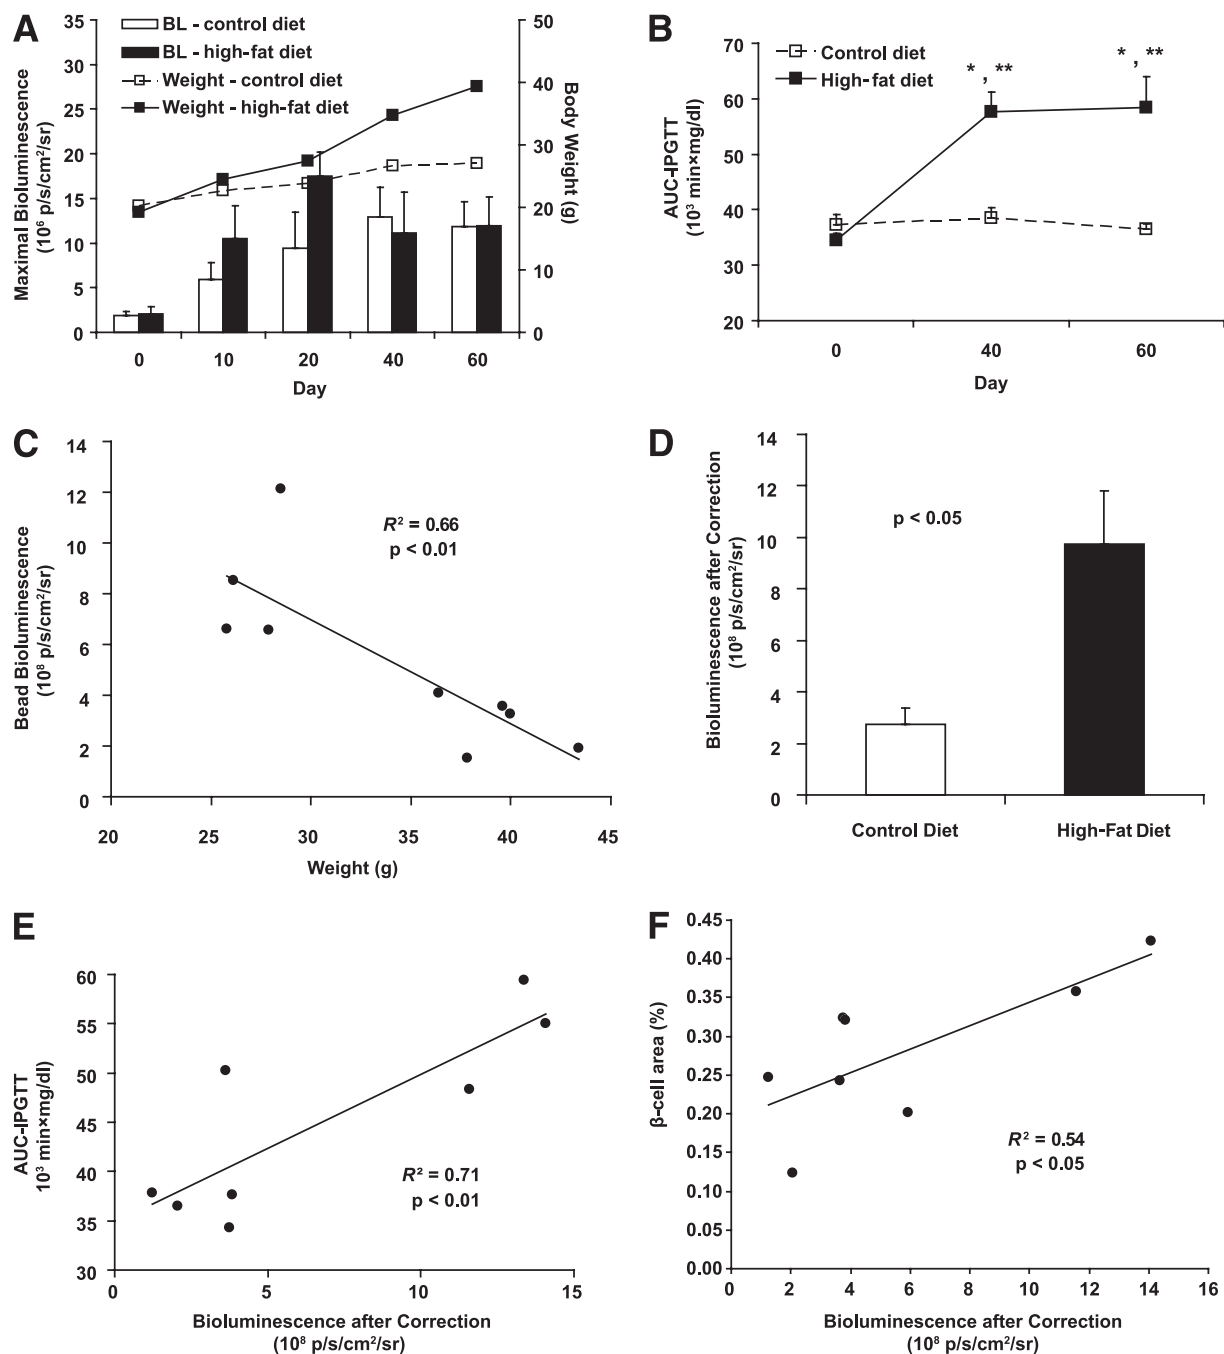 A
35
30
25
20
15
10
5
0
Maximal Bioluminescence
(10⁶ p/s/cm²/sr)
BL - control diet
BL - high-fat diet
Weight - control diet
Weight - high-fat diet
50
40
30
20
10
0
Body Weight
(g)
0 10 20 40 60
Day
B
70
60
50
40
30
20
AUC-IPGTT
(10³ min×mg/dl)
Control diet
High-fat diet
* , **
* , **
0 40 60
Day
C
14
12
10
8
6
4
2
0
Bead Bioluminescence
(10⁸ p/s/cm²/sr)
R² = 0.66
p < 0.01
20 25 30 35 40 45
Weight (g)
D
14
12
10
8
6
4
2
0
Bioluminescence after Correction
(10⁸ p/s/cm²/sr)
p < 0.05
Control Diet High-Fat Diet
E
60
55
50
45
40
35
30
AUC-IPGTT
10³ min×mg/dl)
R² = 0.71
p < 0.01
0 5 10 15
Bioluminescence after Correction
(10⁸ p/s/cm²/sr)
F
0.45
0.40
0.35
0.30
0.25
0.20
0.15
0.10
0.05
0.00
β-cell area (%)
R² = 0.54
p < 0.05
0 2 4 6 8 10 12 14 16
Bioluminescence after Correction
(10⁸ p/s/cm²/sr)